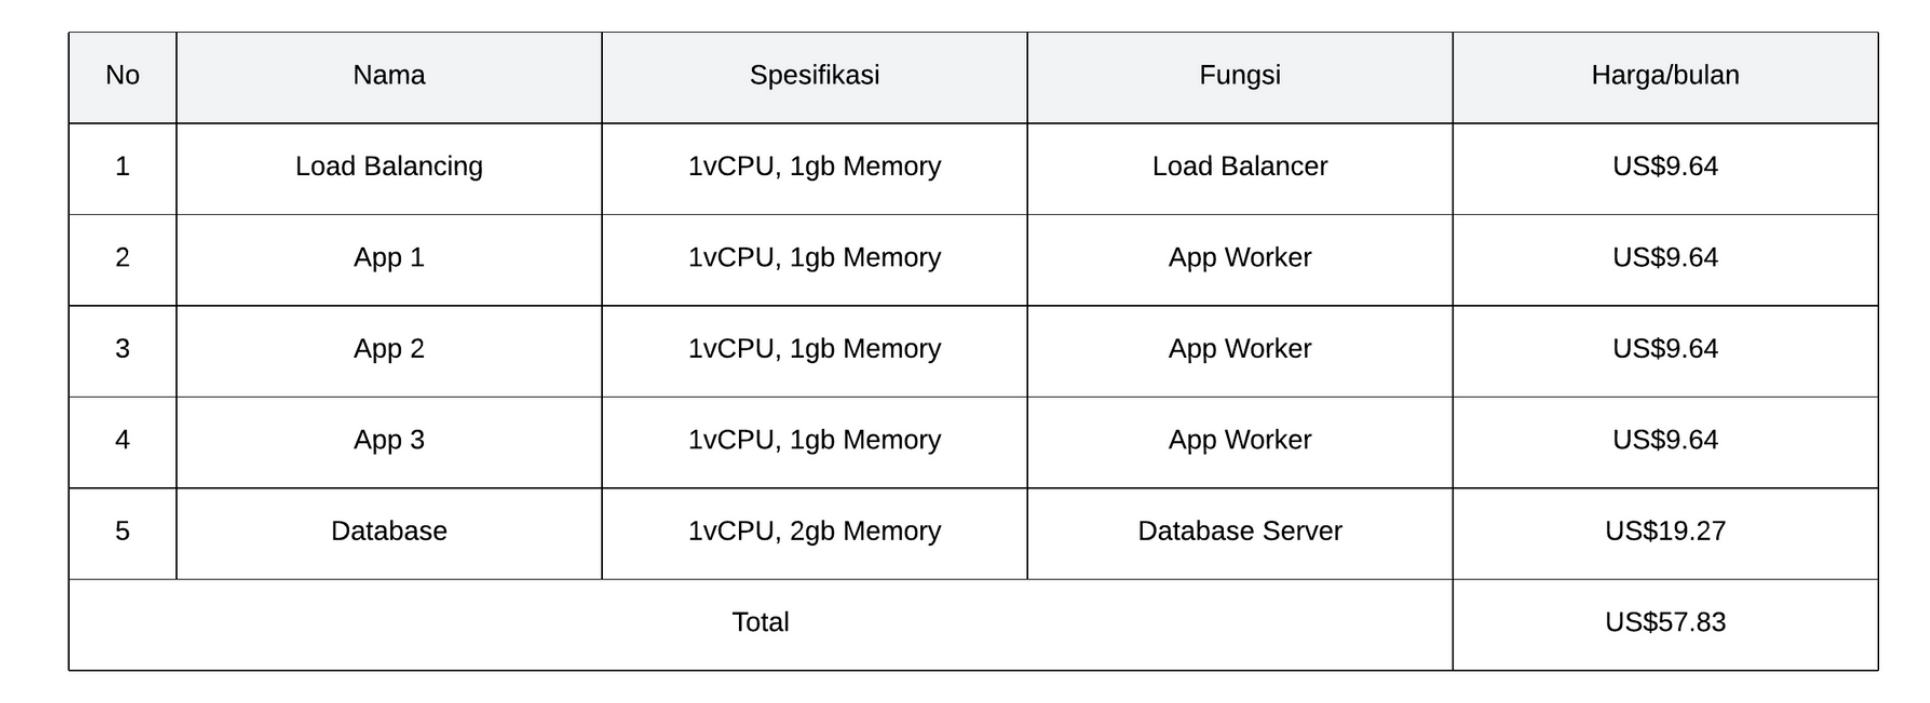 No Nama Spesifikasi Fungsi Harga/bulan
1 Load Balancing 1vCPU, 1gb Memory Load Balancer US$9.64
2 App 1 1vCPU, 1gb Memory App Worker US$9.64
3 App 2 1vCPU, 1gb Memory App Worker US$9.64
4 App 3 1vCPU, 1gb Memory App Worker US$9.64
5 Database 1vCPU, 2gb Memory Database Server US$19.27
Total US$57.83